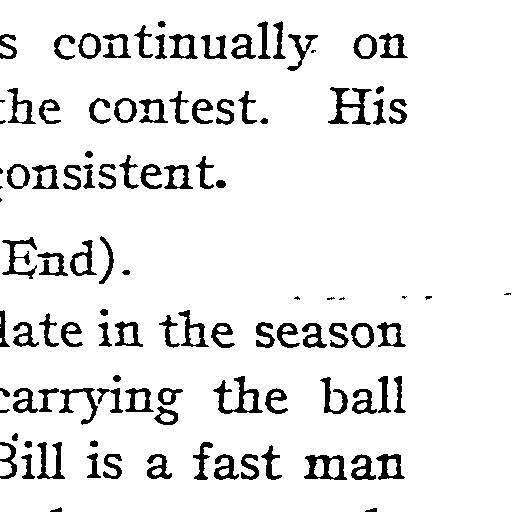 s continually on
the contest. His
consistent.
End).
late in the season
carrying the ball
Bill is a fast man